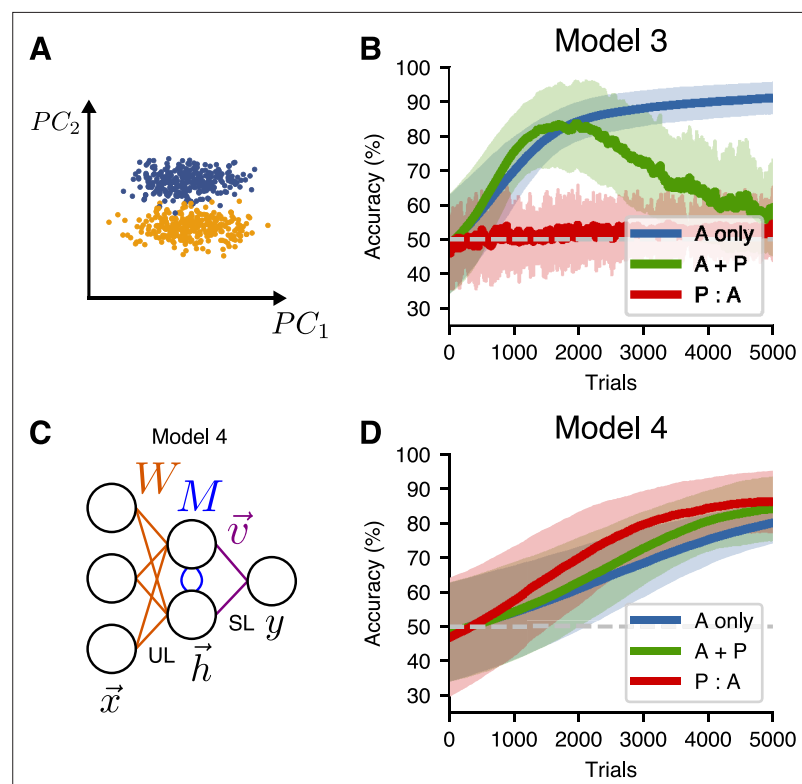 A
PC₂
PC₁
B
Model 3
Accuracy (%)
100
90
80
70
60
50
40
30
0
1000
2000
3000
4000
5000
Trials
A only
A + P
P : A
C
Model 4
W
M
v⃗
UL
SL
x⃗
h⃗
y
D
Model 4
Accuracy (%)
100
90
80
70
60
50
40
30
0
1000
2000
3000
4000
5000
Trials
A only
A + P
P : A